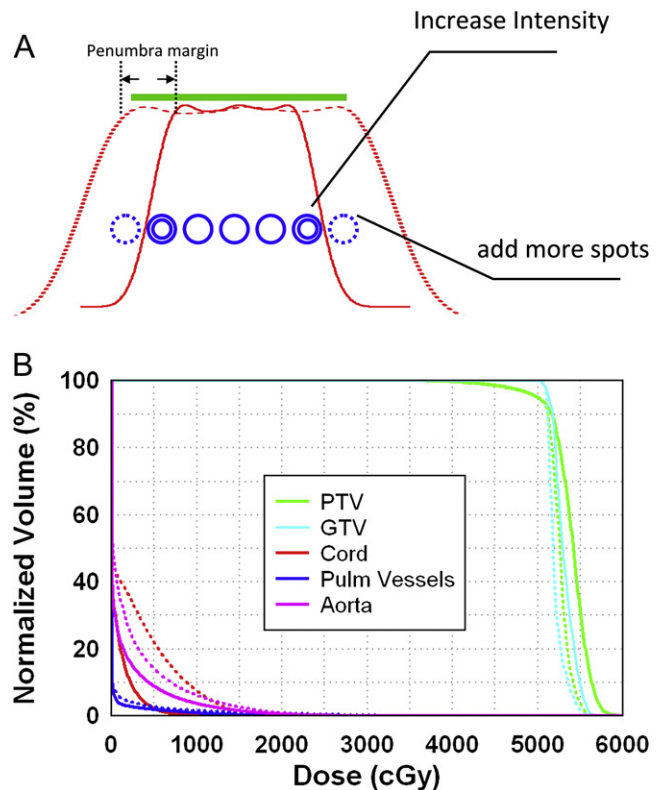 A
Increase Intensity
Penumbra margin
add more spots
B
Normalized Volume (%)
100
80
60
40
20
0
PTV
GTV
Cord
Pulm Vessels
Aorta
0 1000 2000 3000 4000 5000 6000
Dose (cGy)